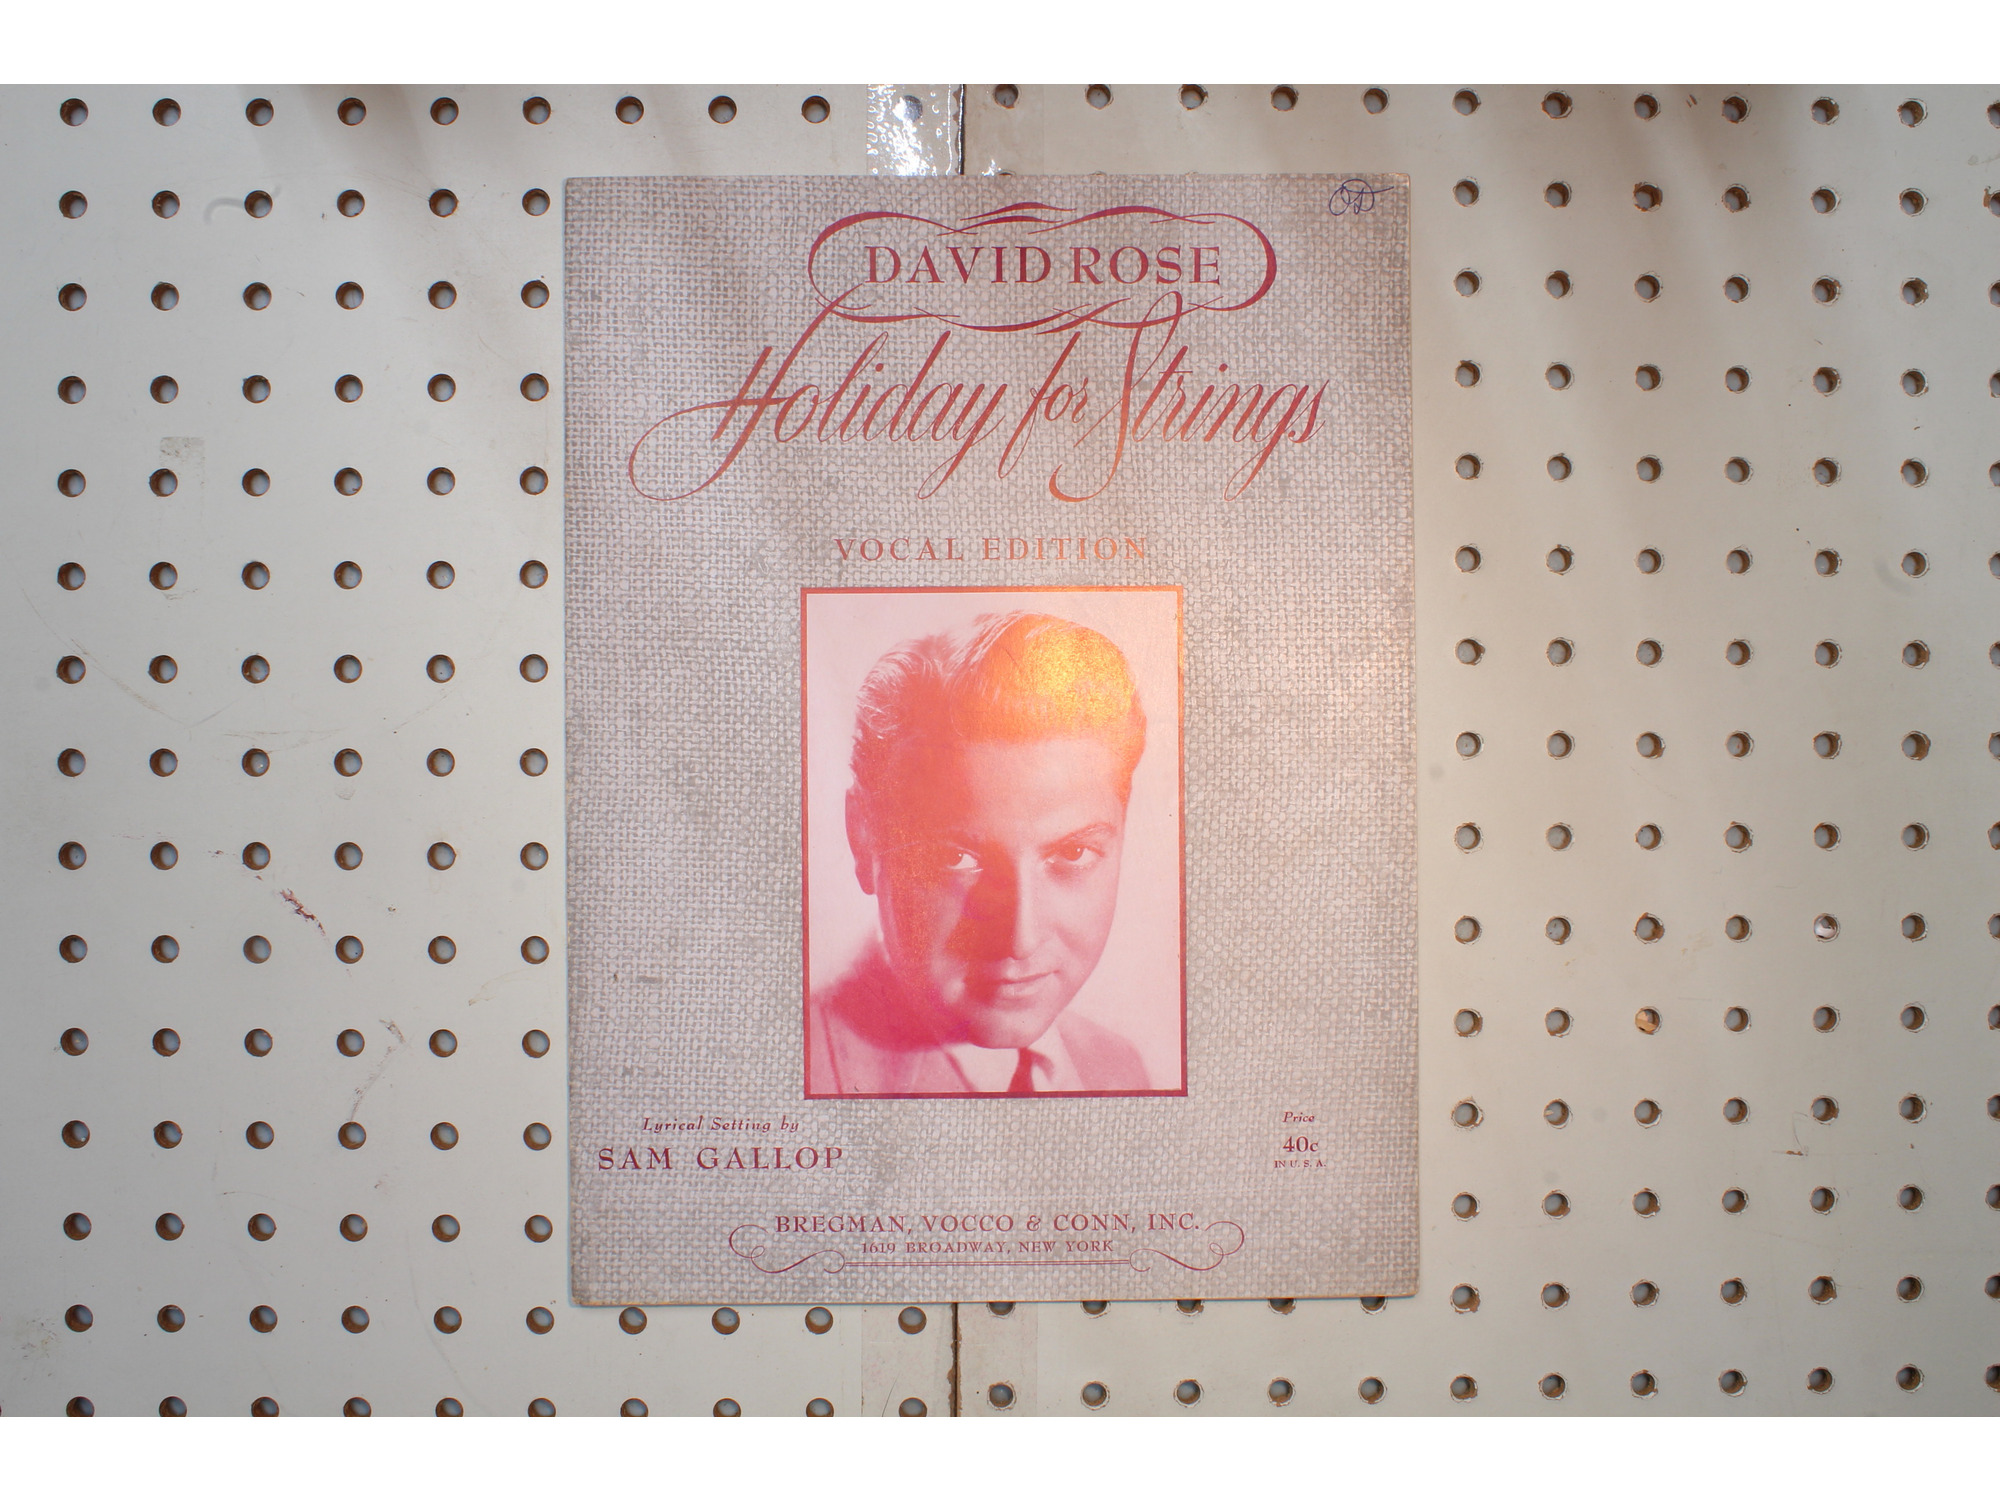 OD
DAVID ROSE
Holiday for Strings
VOCAL EDITION
Lyrical Setting by
SAM GALLOP
Price
40c
IN U. S. A.
BREGMAN, VOCCO & CONN, INC.
1619 BROADWAY, NEW YORK